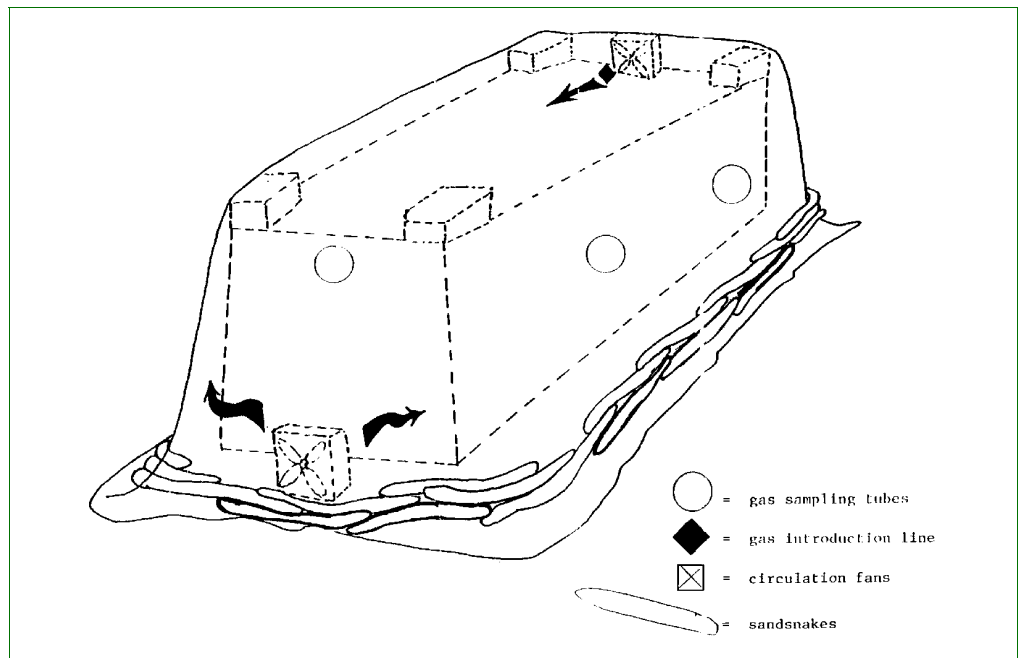 = gas sampling tubes
= gas introduction line
= circulation fans
= sandsnakes